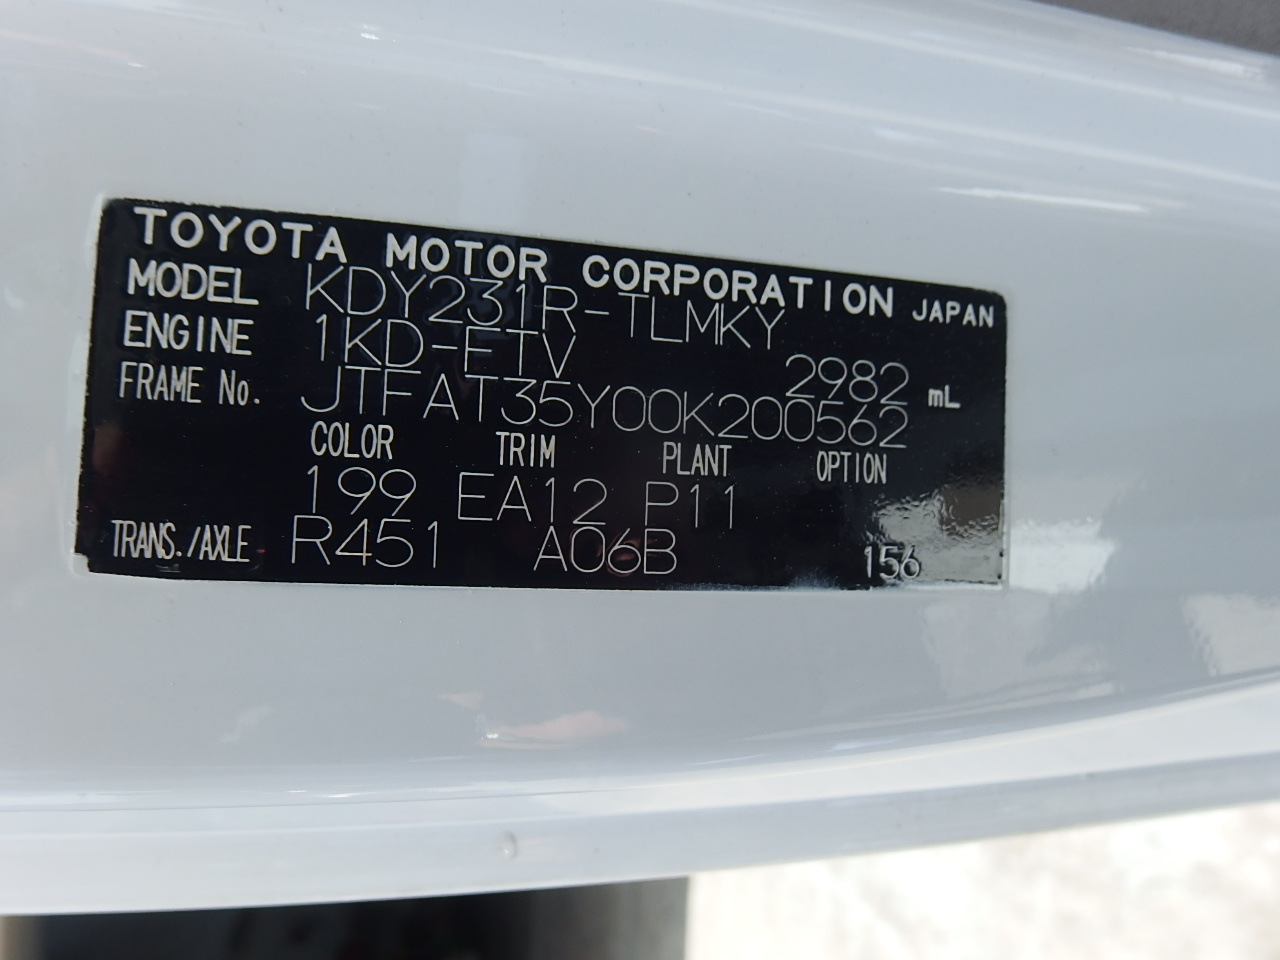 TOYOTA MOTOR CORPORATION JAPAN
MODEL KDY231R-TLMKY
ENGINE 1KD-FTV 2982 mL
FRAME No. JTFAT35Y00K200562
COLOR TRIM PLANT OPTION
199 EA12 P11
TRANS./AXLE R451 A06B 156